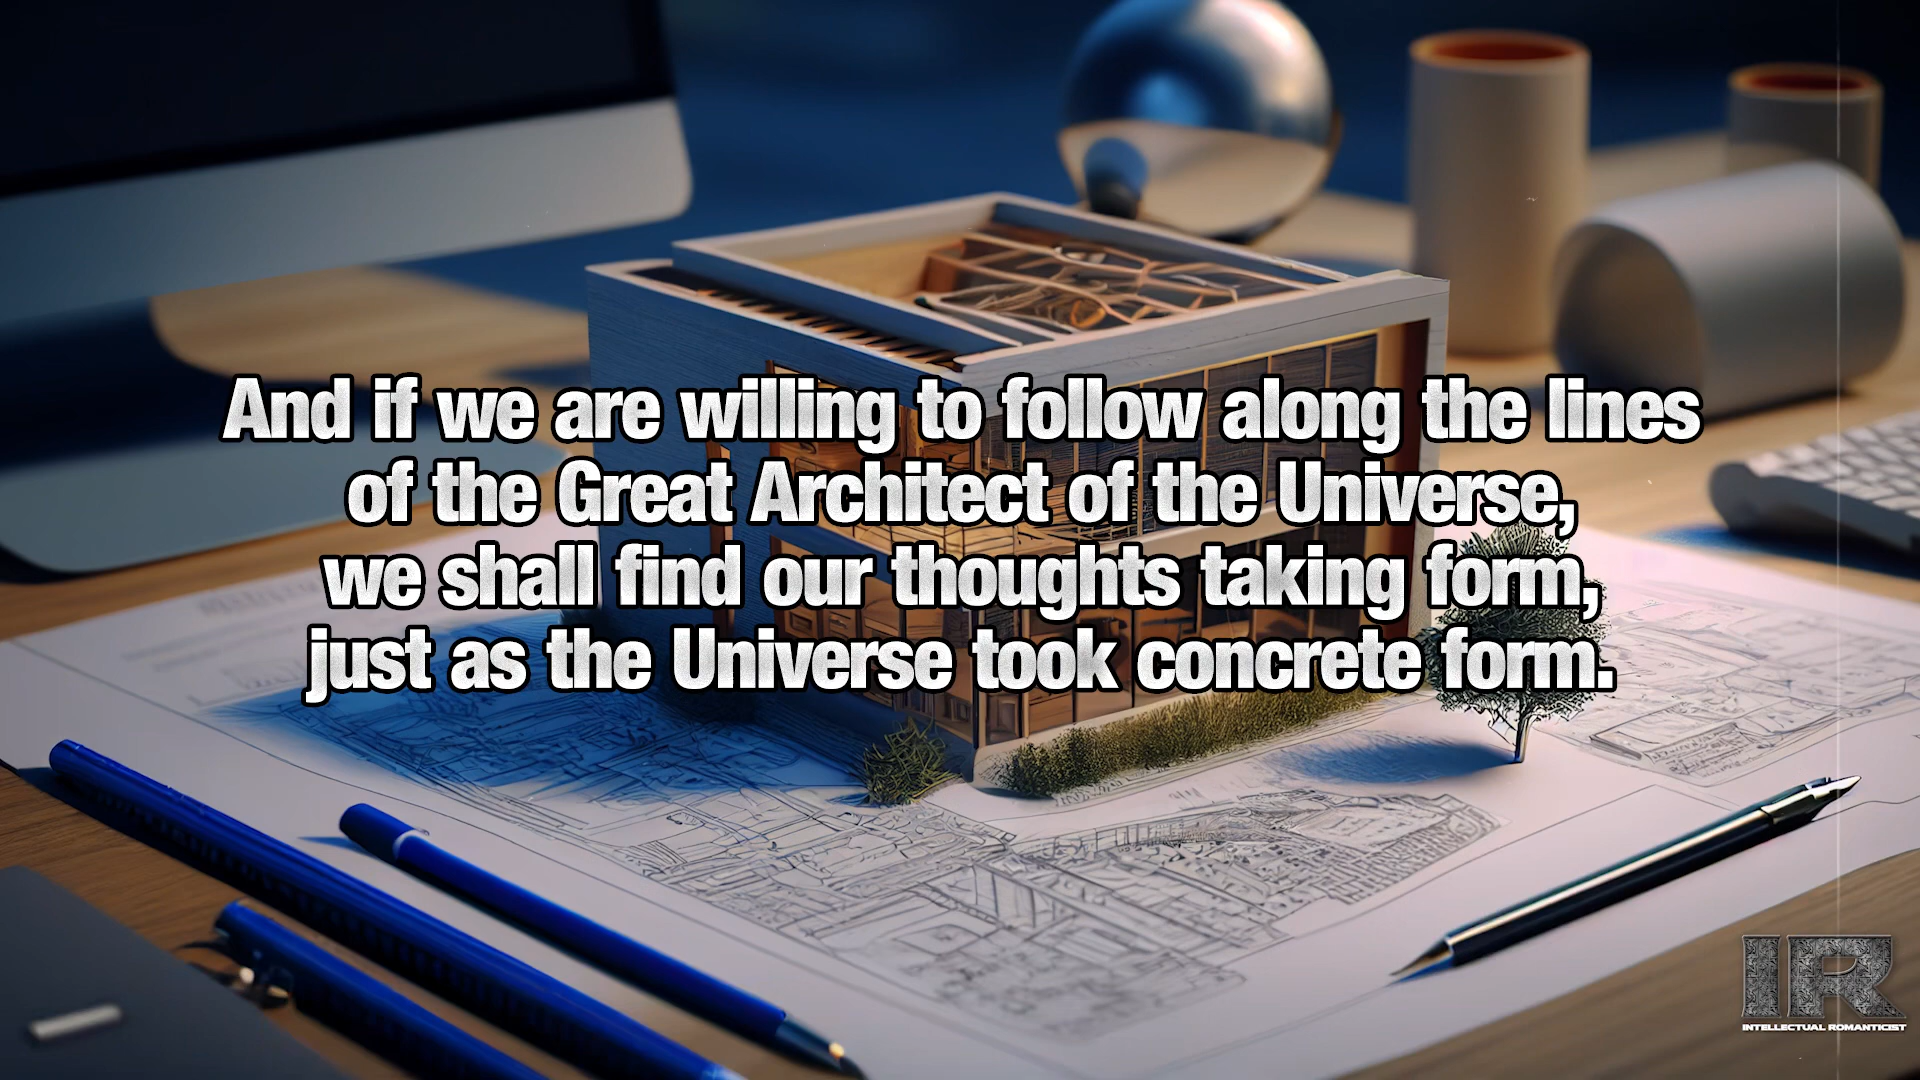 And if we are willing to follow along the lines
of the Great Architect of the Universe,
we shall find our thoughts taking form,
just as the Universe took concrete form.
IR
INTELLECTUAL ROMANTICIST